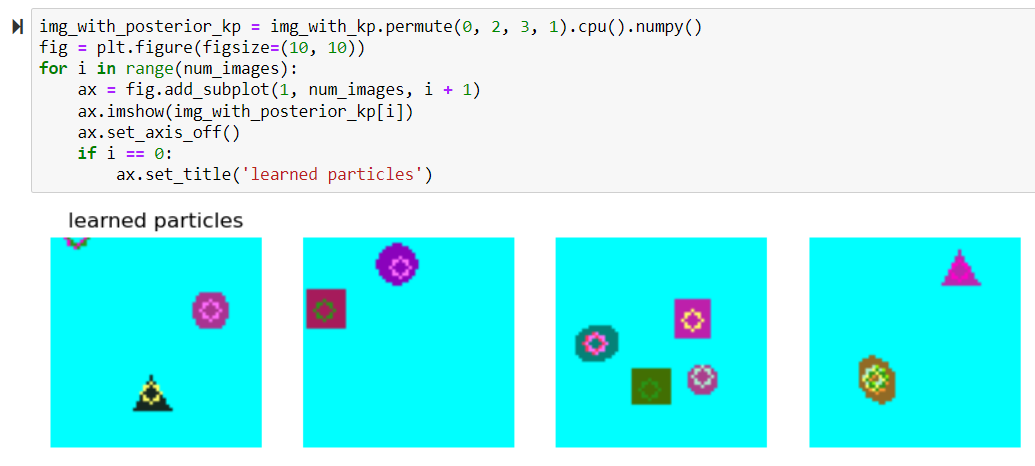 img_with_posterior_kp = img_with_kp.permute(0, 2, 3, 1).cpu().numpy()
fig = plt.figure(figsize=(10, 10))
for i in range(num_images):
    ax = fig.add_subplot(1, num_images, i + 1)
    ax.imshow(img_with_posterior_kp[i])
    ax.set_axis_off()
    if i == 0:
        ax.set_title('learned particles')
learned particles